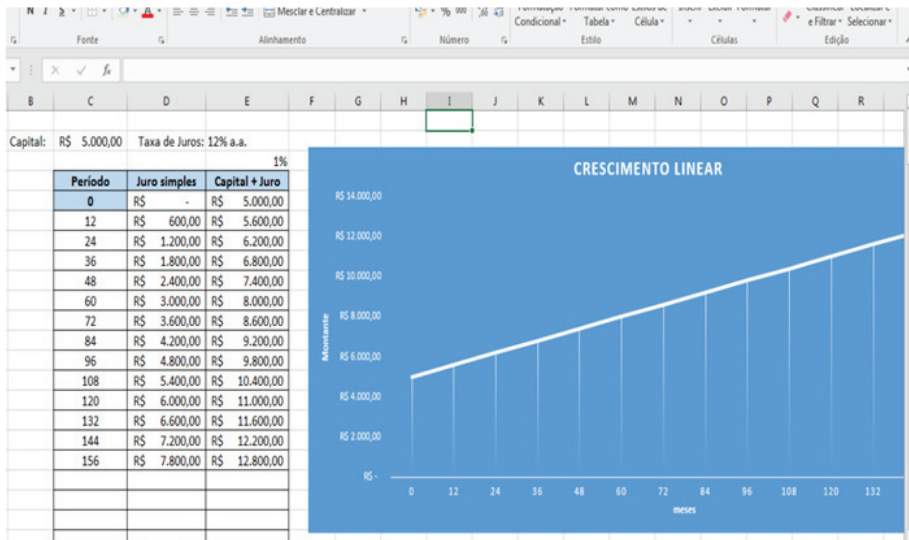 N I S A Mesclar e Centralizar % 000
Condicional Tabela Célula e Filtrar Selecionar
Fonte Alinhamento Número Estilo Células Edição
fx
B C D E F G H I J K L M N O P Q R
Capital: R$ 5.000,00 Taxa de Juros: 12% a.a.
1%
Período Juro simples Capital + Juro
0 R$ - R$ 5.000,00
12 R$ 600,00 R$ 5.600,00
24 R$ 1.200,00 R$ 6.200,00
36 R$ 1.800,00 R$ 6.800,00
48 R$ 2.400,00 R$ 7.400,00
60 R$ 3.000,00 R$ 8.000,00
72 R$ 3.600,00 R$ 8.600,00
84 R$ 4.200,00 R$ 9.200,00
96 R$ 4.800,00 R$ 9.800,00
108 R$ 5.400,00 R$ 10.400,00
120 R$ 6.000,00 R$ 11.000,00
132 R$ 6.600,00 R$ 11.600,00
144 R$ 7.200,00 R$ 12.200,00
156 R$ 7.800,00 R$ 12.800,00
CRESCIMENTO LINEAR
R$ 14.000,00
R$ 12.000,00
R$ 10.000,00
R$ 8.000,00
R$ 6.000,00
R$ 4.000,00
R$ 2.000,00
R$ -
Montante
0 12 24 36 48 60 72 84 96 108 120 132
meses